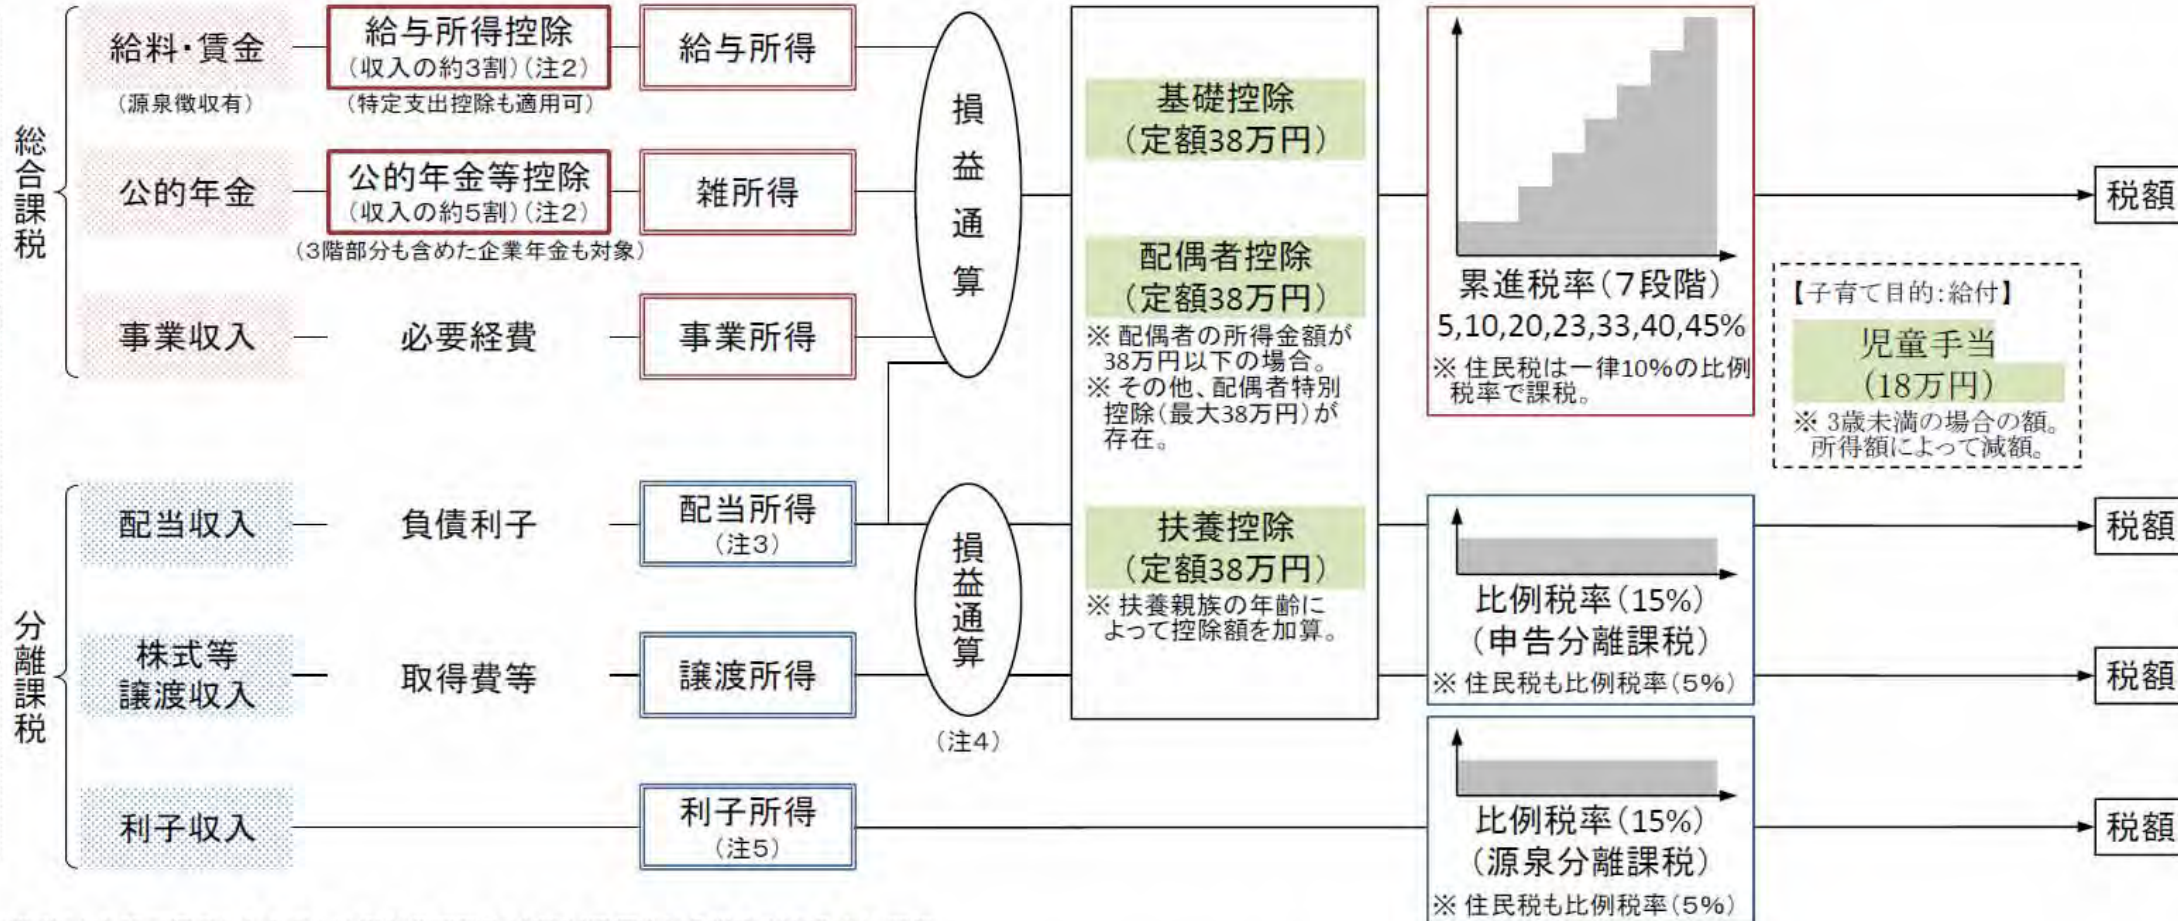 総合課税
給料・賃金
(源泉徴収有)
給与所得控除
(収入の約3割)(注2)
(特定支出控除も適用可)
給与所得
公的年金
公的年金等控除
(収入の約5割)(注2)
(3階部分も含めた企業年金も対象)
雑所得
事業収入
必要経費
事業所得
損益通算
分離課税
配当収入
負債利子
配当所得
(注3)
株式等
譲渡収入
取得費等
譲渡所得
損益通算
(注4)
利子収入
利子所得
(注5)
基礎控除
(定額38万円)
配偶者控除
(定額38万円)
※ 配偶者の所得金額が
38万円以下の場合。
※ その他、配偶者特別
控除(最大38万円)が
存在。
扶養控除
(定額38万円)
※ 扶養親族の年齢に
よって控除額を加算。
累進税率(7段階)
5,10,20,23,33,40,45%
※ 住民税は一律10%の比例
税率で課税。
【子育て目的:給付】
児童手当
(18万円)
※ 3歳未満の場合の額。
所得額によって減額。
税額
比例税率(15%)
(申告分離課税)
※ 住民税も比例税率(5%)
税額
税額
比例税率(15%)
(源泉分離課税)
※ 住民税も比例税率(5%)
税額